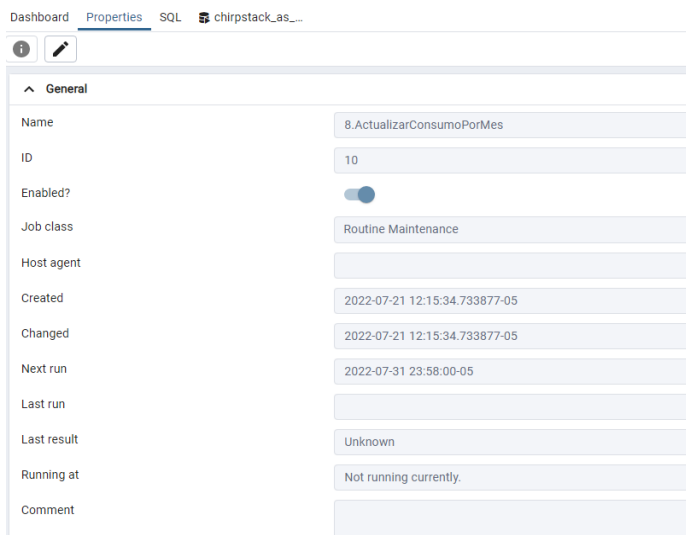 Dashboard Properties SQL chirpstack_as_...
General
Name 8.ActualizarConsumoPorMes
ID 10
Enabled?
Job class Routine Maintenance
Host agent
Created 2022-07-21 12:15:34.733877-05
Changed 2022-07-21 12:15:34.733877-05
Next run 2022-07-31 23:58:00-05
Last run
Last result Unknown
Running at Not running currently.
Comment